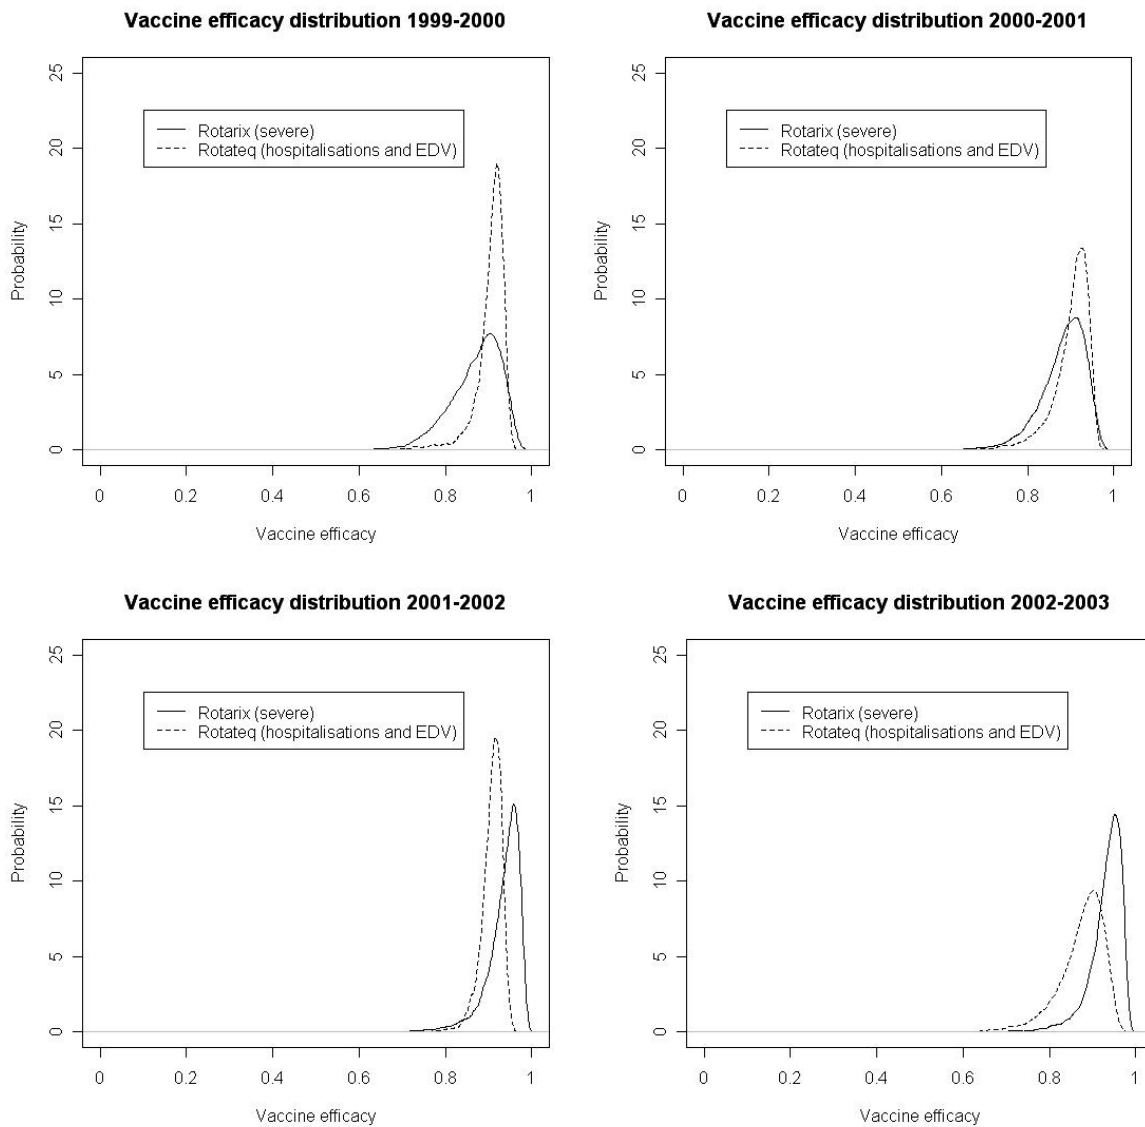 Vaccine efficacy distribution 1999-2000
25
20
15
10
5
0
Probability
Rotarix (severe)
Rotateq (hospitalisations and EDV)
0 0.2 0.4 0.6 0.8 1
Vaccine efficacy
Vaccine efficacy distribution 2000-2001
25
20
15
10
5
0
Probability
Rotarix (severe)
Rotateq (hospitalisations and EDV)
0 0.2 0.4 0.6 0.8 1
Vaccine efficacy
Vaccine efficacy distribution 2001-2002
25
20
15
10
5
0
Probability
Rotarix (severe)
Rotateq (hospitalisations and EDV)
0 0.2 0.4 0.6 0.8 1
Vaccine efficacy
Vaccine efficacy distribution 2002-2003
25
20
15
10
5
0
Probability
Rotarix (severe)
Rotateq (hospitalisations and EDV)
0 0.2 0.4 0.6 0.8 1
Vaccine efficacy